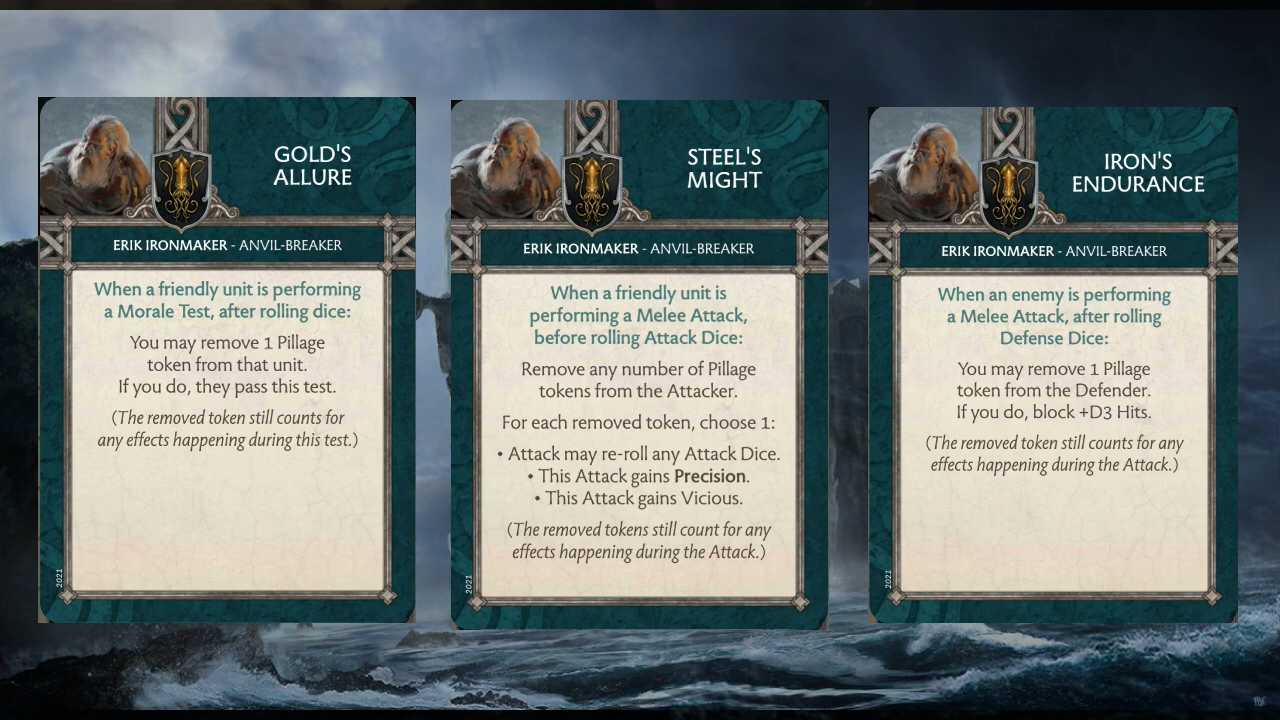 GOLD'S
ALLURE
ERIK IRONMAKER - ANVIL-BREAKER
When a friendly unit is performing
a Morale Test, after rolling dice:
You may remove 1 Pillage
token from that unit.
If you do, they pass this test.
(The removed token still counts for
any effects happening during this test.)
2021
STEEL'S
MIGHT
ERIK IRONMAKER - ANVIL-BREAKER
When a friendly unit is
performing a Melee Attack,
before rolling Attack Dice:
Remove any number of Pillage
tokens from the Attacker.
For each removed token, choose 1:
• Attack may re-roll any Attack Dice.
• This Attack gains Precision.
• This Attack gains Vicious.
(The removed tokens still count for any
effects happening during the Attack.)
2021
IRON'S
ENDURANCE
ERIK IRONMAKER - ANVIL-BREAKER
When an enemy is performing
a Melee Attack, after rolling
Defense Dice:
You may remove 1 Pillage
token from the Defender.
If you do, block +D3 Hits.
(The removed token still counts for any
effects happening during the Attack.)
2021